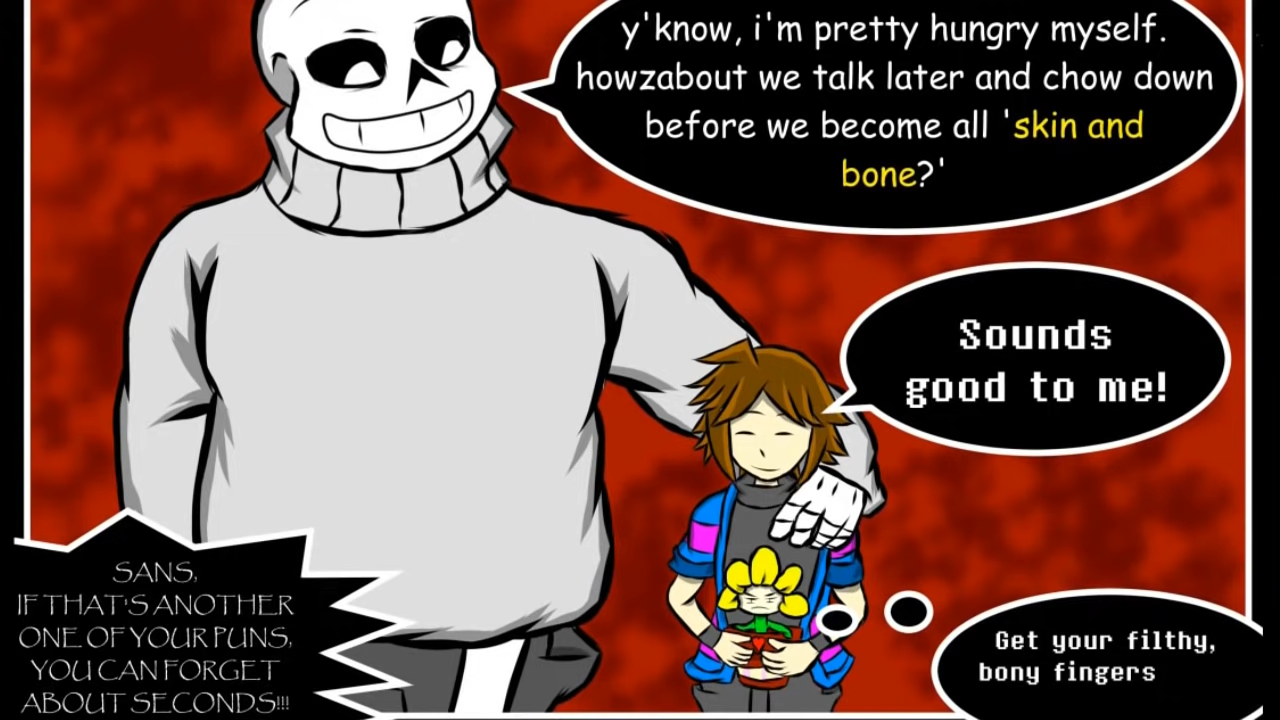 y'know, i'm pretty hungry myself.
howzabout we talk later and chow down
before we become all 'skin and
bone?'
Sounds
good to me!
SANS,
IF THAT'S ANOTHER
ONE OF YOUR PUNS,
YOU CAN FORGET
ABOUT SECONDS!!!
Get your filthy,
bony fingers